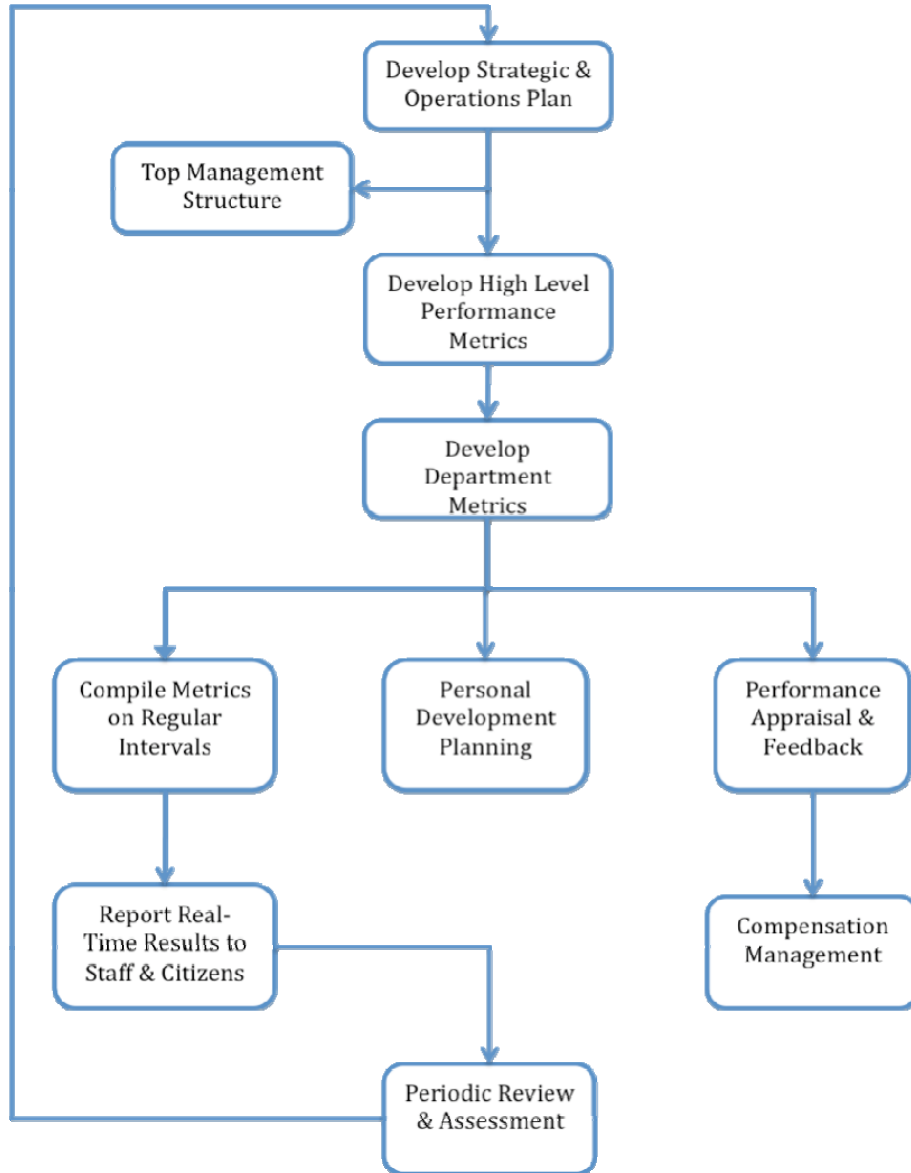 Develop Strategic &
Operations Plan
Top Management
Structure
Develop High Level
Performance
Metrics
Develop
Department
Metrics
Compile Metrics
on Regular
Intervals
Personal
Development
Planning
Performance
Appraisal &
Feedback
Report Real-
Time Results to
Staff & Citizens
Compensation
Management
Periodic Review
& Assessment